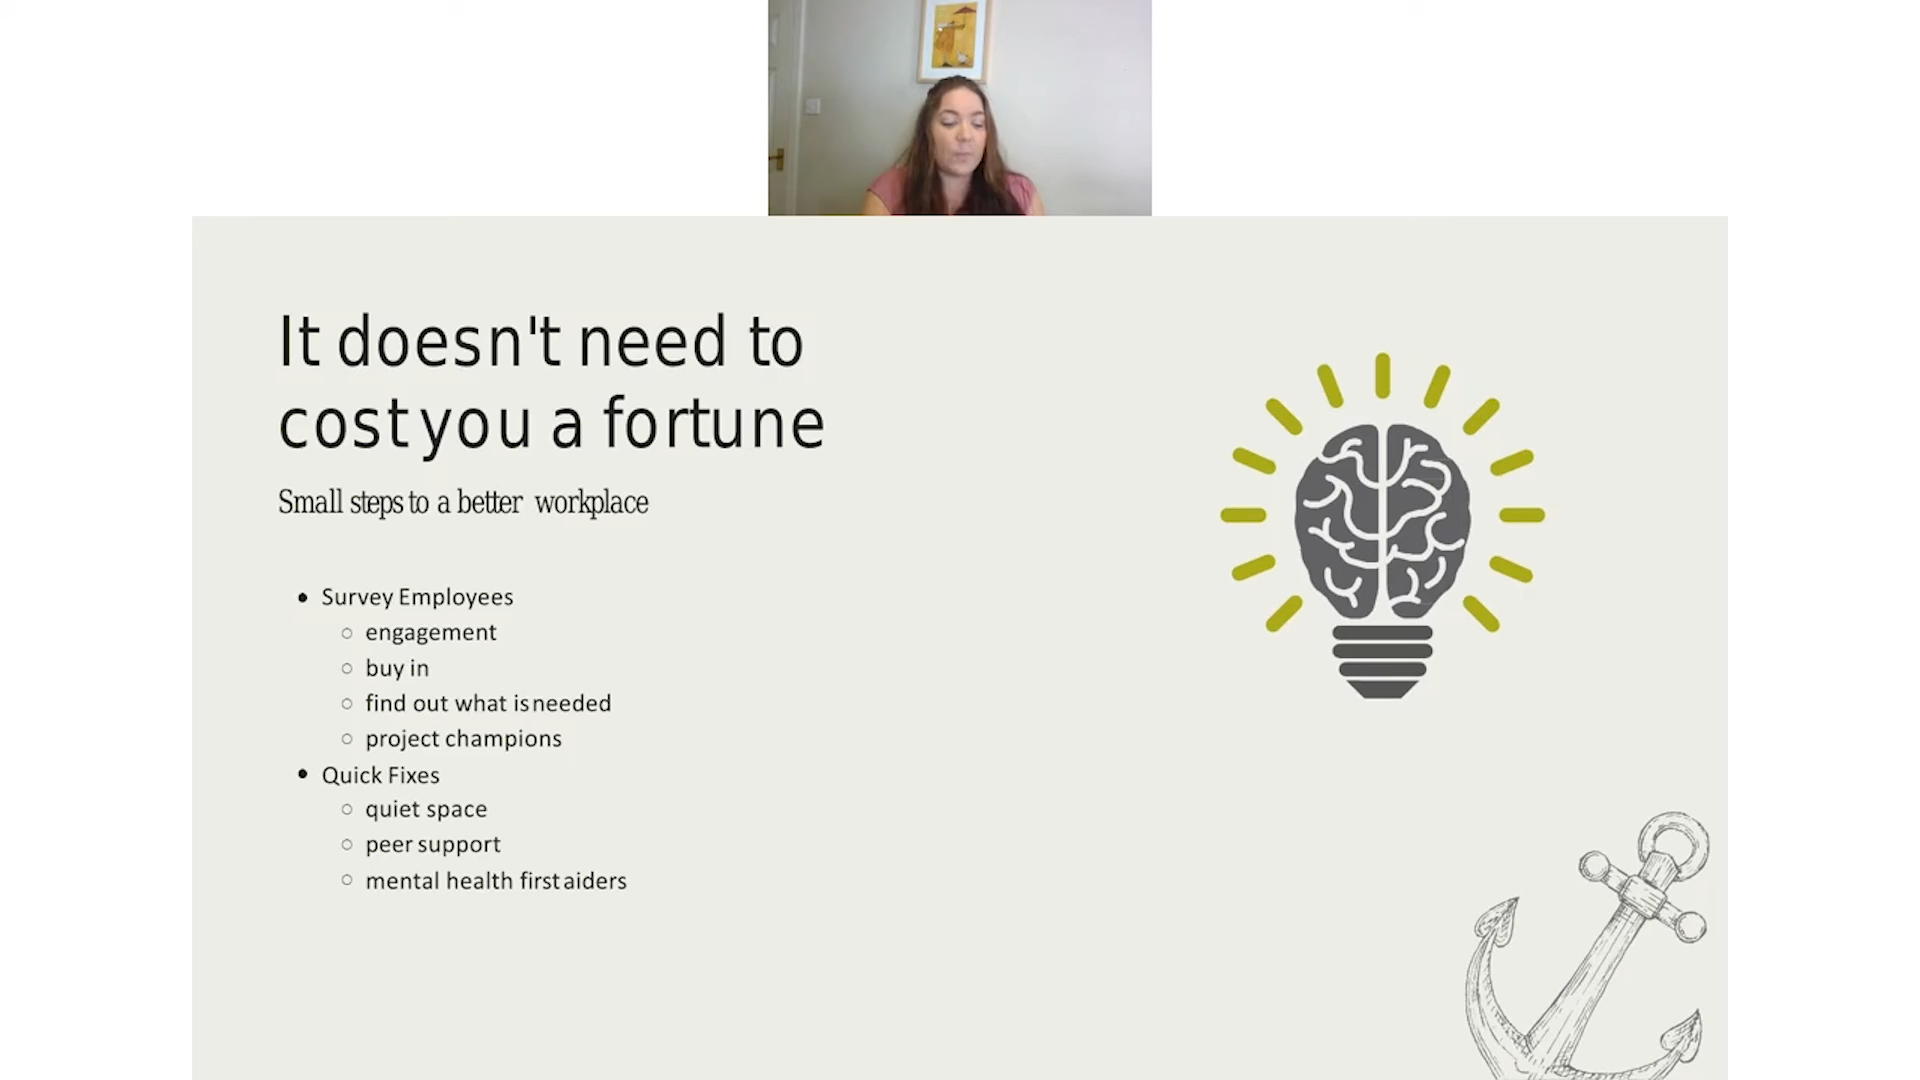 It doesn't need to
cost you a fortune
Small steps to a better workplace
• Survey Employees
○ engagement
○ buy in
○ find out what is needed
○ project champions
• Quick Fixes
○ quiet space
○ peer support
○ mental health first aiders